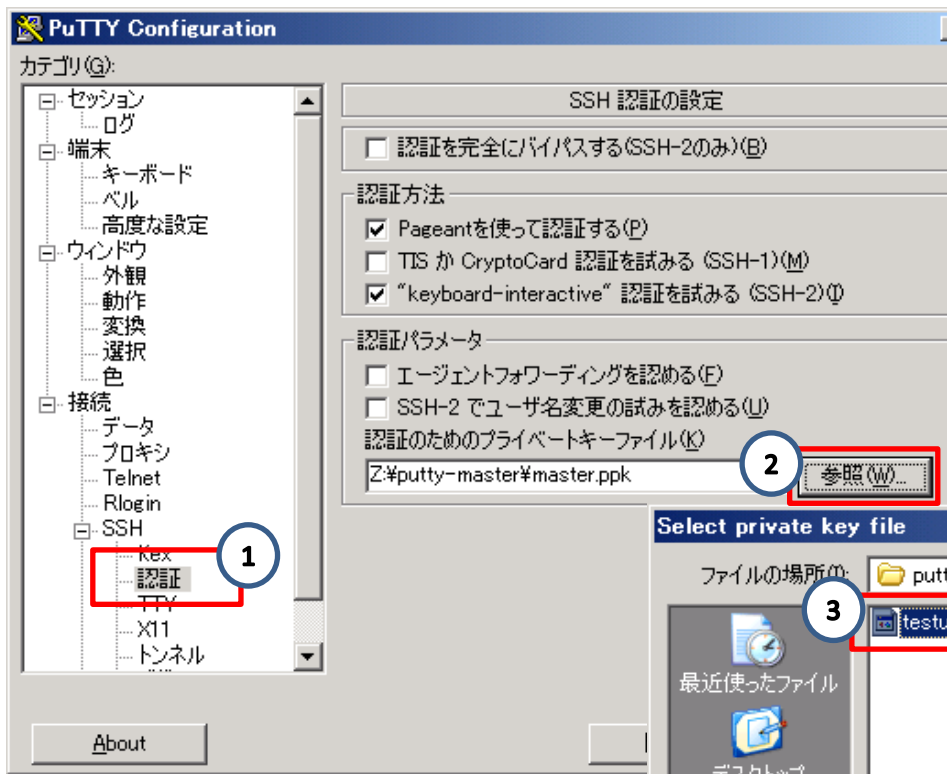 PuTTY Configuration
カテゴリ(G):
セッション
ログ
端末
キーボード
ベル
高度な設定
ウィンドウ
外観
動作
変換
選択
色
接続
データ
プロキシ
Telnet
Rlogin
SSH
Kex
認証
TTY
X11
トンネル
1
About
SSH 認証の設定
認証を完全にバイパスする(SSH-2のみ)(B)
認証方法
Pageantを使って認証する(P)
TIS か CryptoCard 認証を試みる (SSH-1)(M)
"keyboard-interactive" 認証を試みる (SSH-2)(I)
認証パラメータ
エージェントフォワーディングを認める(F)
SSH-2 でユーザ名変更の試みを認める(U)
認証のためのプライベートキーファイル(K)
Z:¥putty-master¥master.ppk
2
参照(W)...
Select private key file
ファイルの場所(I):
putt
3
testu
最近使ったファイル
デスクトップ